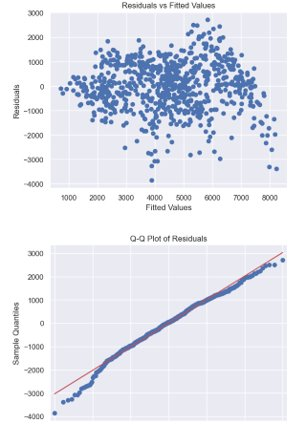 Residuals vs Fitted Values
3000
2000
1000
0
−1000
−2000
−3000
−4000
Residuals
1000 2000 3000 4000 5000 6000 7000 8000
Fitted Values
Q-Q Plot of Residuals
3000
2000
1000
0
−1000
−2000
−3000
−4000
Sample Quantiles